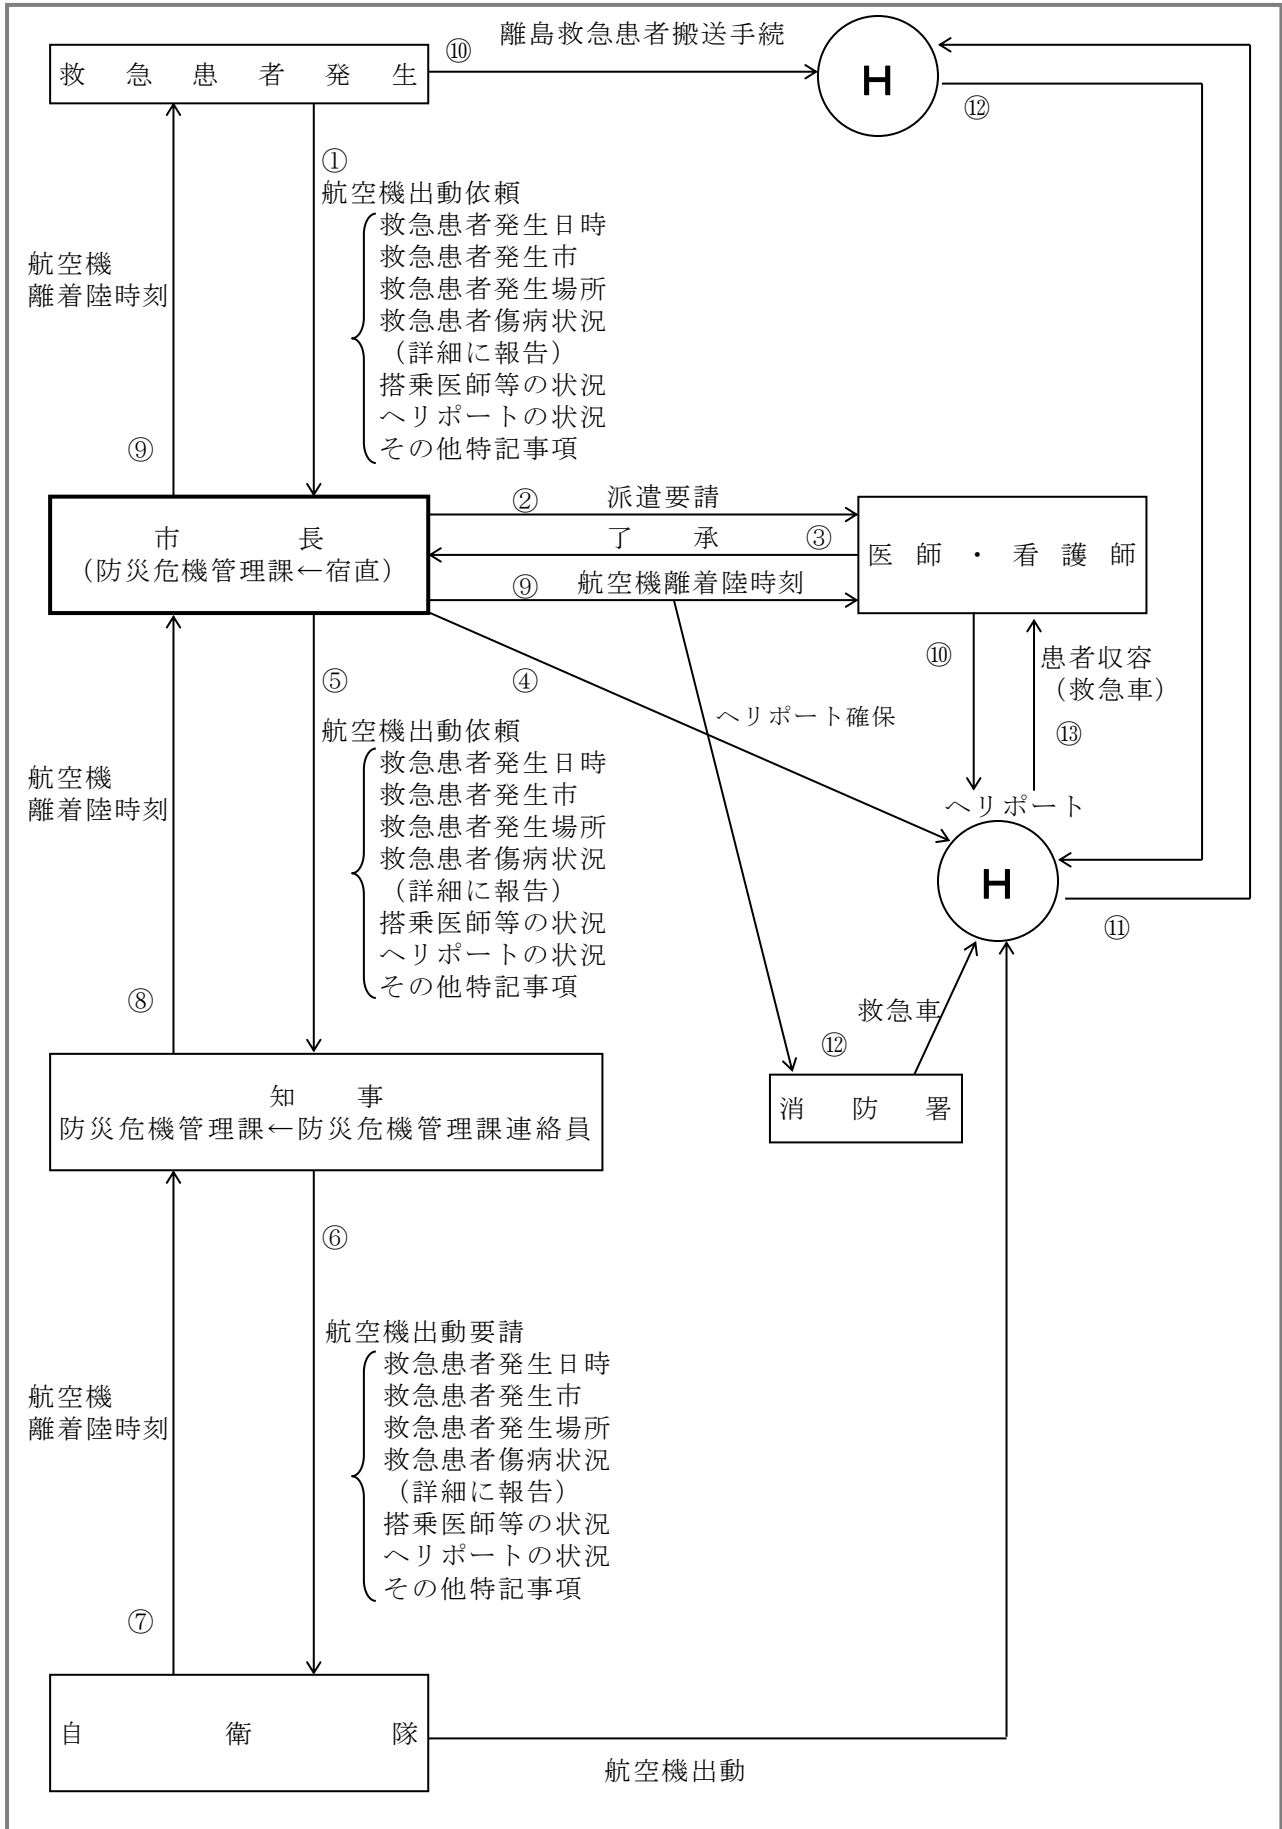 離島救急患者搬送手続
救急患者発生
⑩
H
⑫
①
航空機出動依頼
救急患者発生日時
救急患者発生市
救急患者発生場所
救急患者傷病状況
（詳細に報告）
搭乗医師等の状況
ヘリポートの状況
その他特記事項
航空機
離着陸時刻
⑨
市長
（防災危機管理課←宿直）
② 派遣要請
了承 ③
⑨ 航空機離着陸時刻
医師・看護師
⑩
患者収容
（救急車）
⑬
④
ヘリポート確保
ヘリポート
H
⑪
⑤
航空機出動依頼
救急患者発生日時
救急患者発生市
救急患者発生場所
救急患者傷病状況
（詳細に報告）
搭乗医師等の状況
ヘリポートの状況
その他特記事項
航空機
離着陸時刻
⑧
救急車
⑫
消防署
知事
防災危機管理課←防災危機管理課連絡員
⑥
航空機出動要請
救急患者発生日時
救急患者発生市
救急患者発生場所
救急患者傷病状況
（詳細に報告）
搭乗医師等の状況
ヘリポートの状況
その他特記事項
航空機
離着陸時刻
⑦
自衛隊
航空機出動